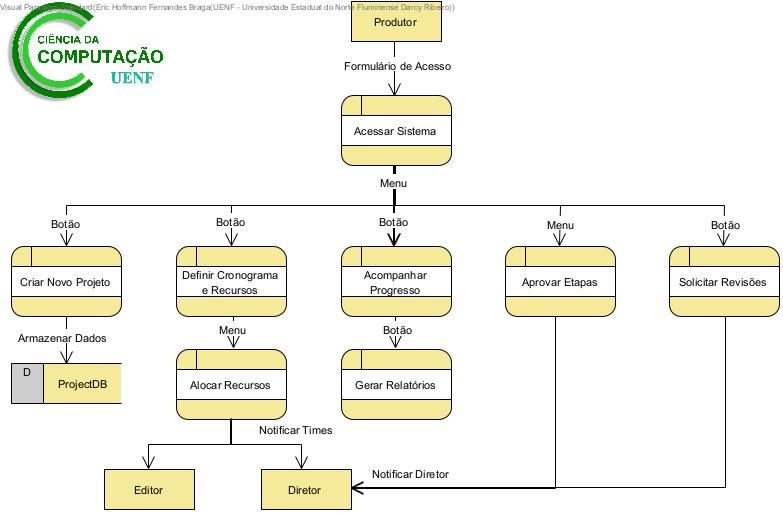 Visual Paradigm Standard(Eric Hoffmann Fernandes Braga(UENF - Universidade Estadual do Norte Fluminense Darcy Ribeiro))
CIÊNCIA DA
COMPUTAÇÃO
UENF
Produtor
Formulário de Acesso
Acessar Sistema
Menu
Botão
Botão
Botão
Menu
Botão
Criar Novo Projeto
Definir Cronograma
e Recursos
Acompanhar
Progresso
Aprovar Etapas
Solicitar Revisões
Armazenar Dados
Menu
Botão
D
ProjectDB
Alocar Recursos
Gerar Relatórios
Notificar Times
Notificar Diretor
Editor
Diretor